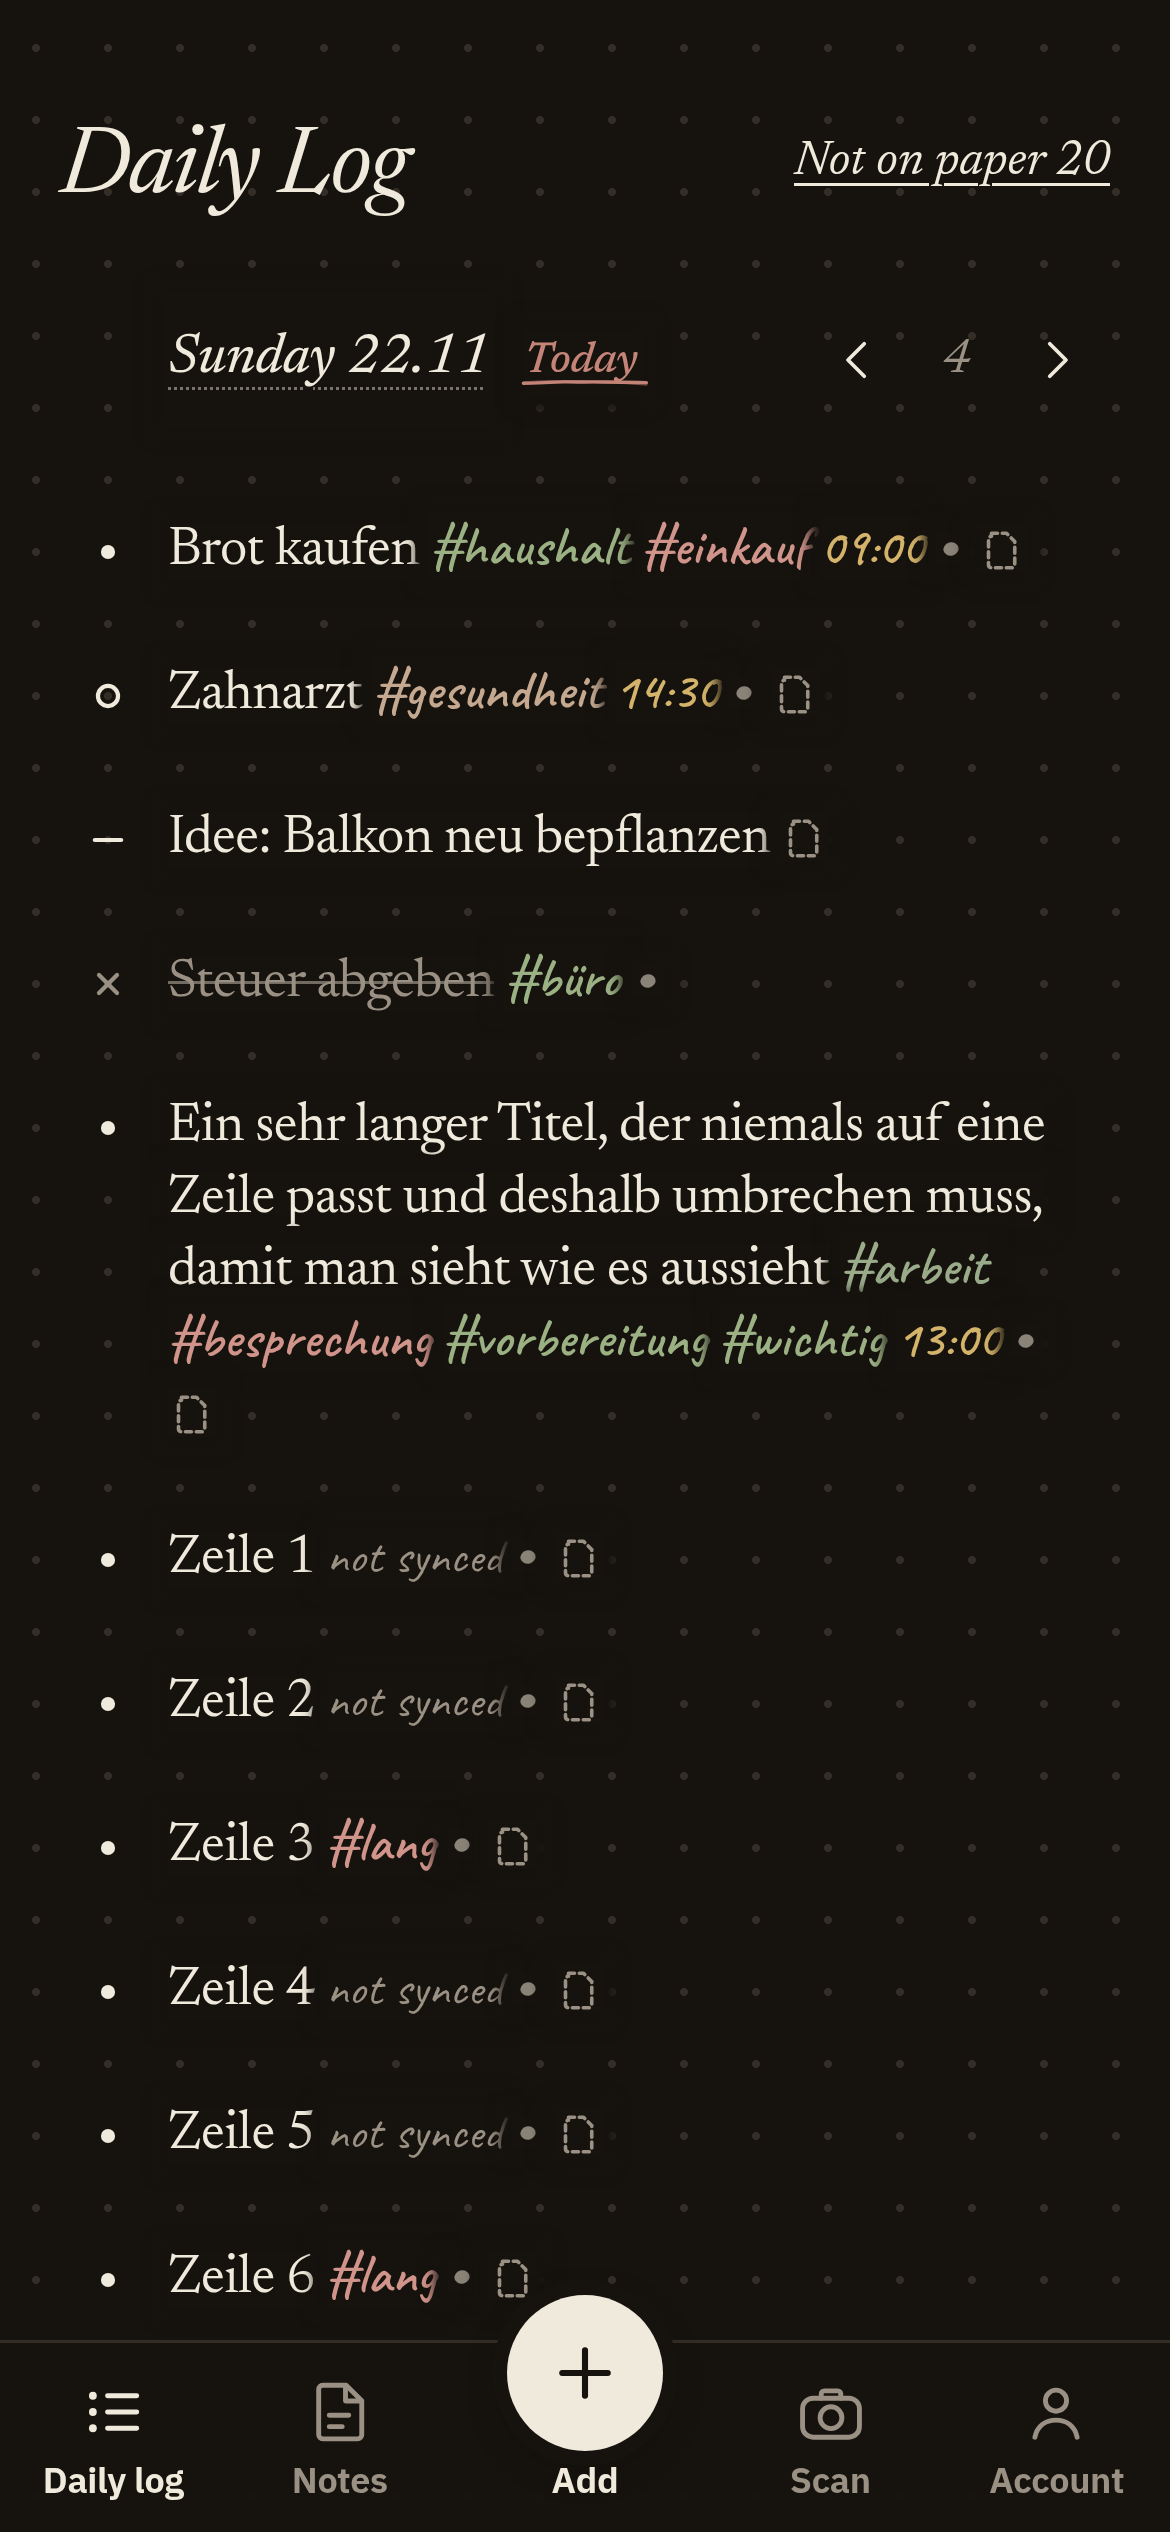 Daily Log
Not on paper 20
Sunday 22.11 Today 4
Brot kaufen #haushalt #einkauf 09:00
Zahnarzt #gesundheit 14:30
Idee: Balkon neu bepflanzen
Steuer abgeben #büro
Ein sehr langer Titel, der niemals auf eine
Zeile passt und deshalb umbrechen muss,
damit man sieht wie es aussieht #arbeit
#besprechung #vorbereitung #wichtig 13:00
Zeile 1 not synced
Zeile 2 not synced
Zeile 3 #lang
Zeile 4 not synced
Zeile 5 not synced
Zeile 6 #lang
Daily log Notes Add Scan Account